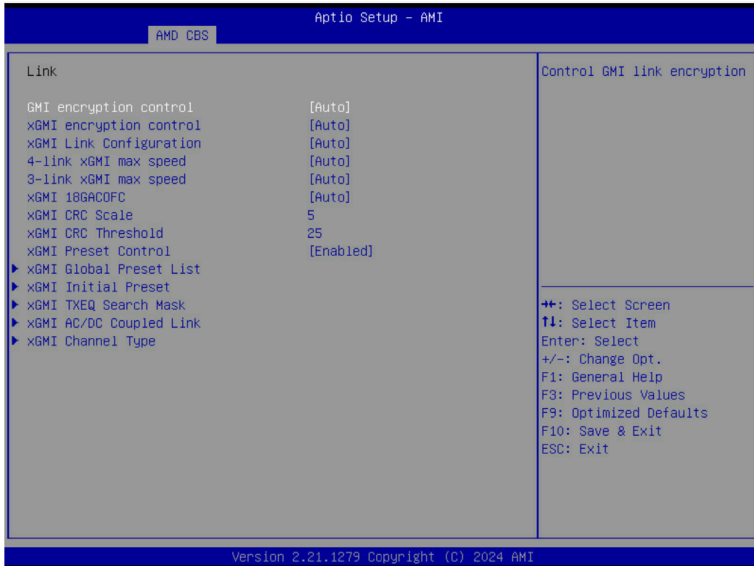 Aptio Setup – AMI
AMD CBS
Link
Control GMI link encryption
GMI encryption control [Auto]
xGMI encryption control [Auto]
xGMI Link Configuration [Auto]
4-link xGMI max speed [Auto]
3-link xGMI max speed [Auto]
xGMI 18GACOFC [Auto]
xGMI CRC Scale 5
xGMI CRC Threshold 25
xGMI Preset Control [Enabled]
xGMI Global Preset List
xGMI Initial Preset
xGMI TXEQ Search Mask
xGMI AC/DC Coupled Link
xGMI Channel Type
→←: Select Screen
↑↓: Select Item
Enter: Select
+/-: Change Opt.
F1: General Help
F3: Previous Values
F9: Optimized Defaults
F10: Save & Exit
ESC: Exit
Version 2.21.1279 Copyright (C) 2024 AMI